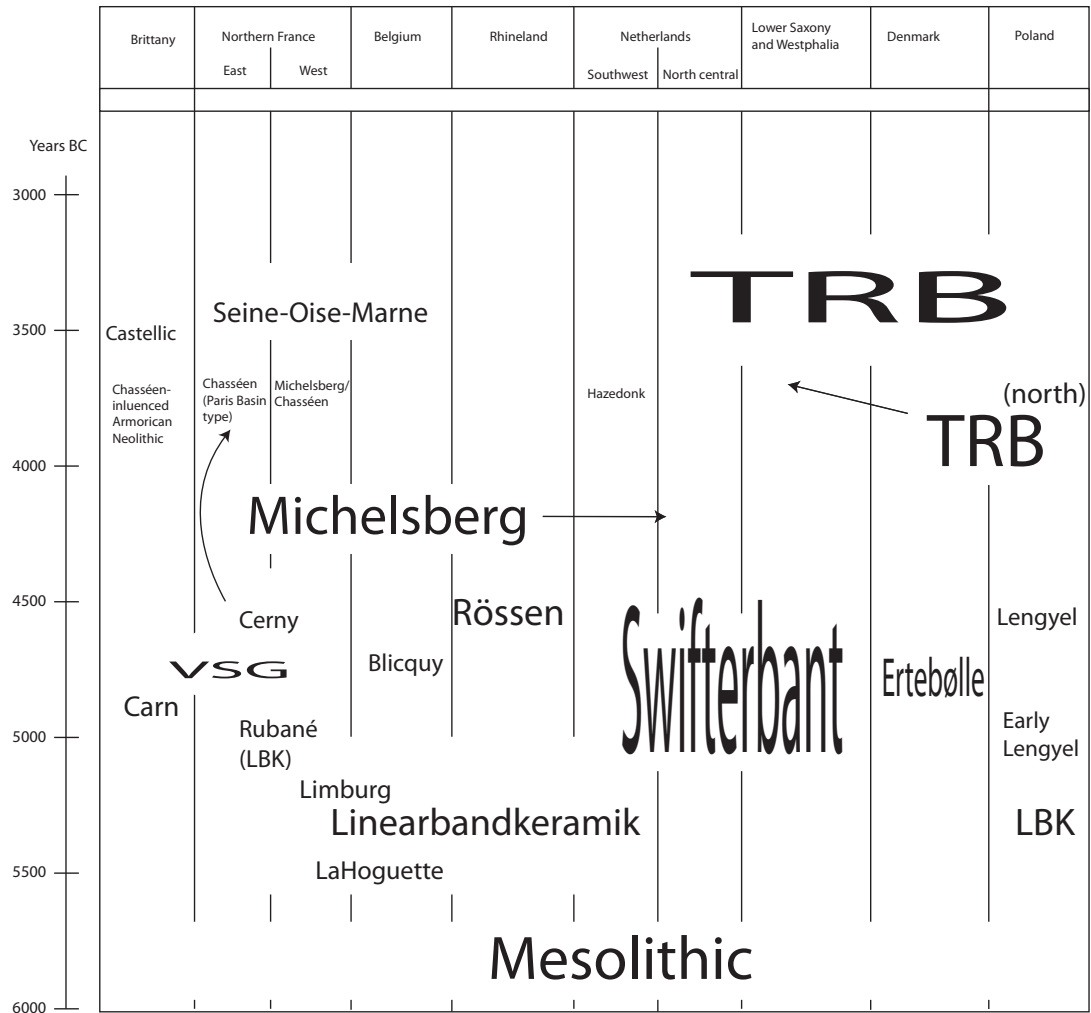 Brittany
Northern France
Belgium
Rhineland
Netherlands
Lower Saxony
and Westphalia
Denmark
Poland
East
West
Southwest
North central
Years BC
3000
TRB
Seine-Oise-Marne
3500
Castellic
Chasséen-
inluenced
Armorican
Neolithic
Chasséen
(Paris Basin
type)
Michelsberg/
Chasséen
Hazedonk
(north)
TRB
4000
Michelsberg
4500
Cerny
Rössen
Swifterbant
Lengyel
VSG
Blicquy
Ertebølle
Carn
Rubané
(LBK)
Early
Lengyel
5000
Limburg
Linearbandkeramik
LBK
LaHoguette
5500
Mesolithic
6000